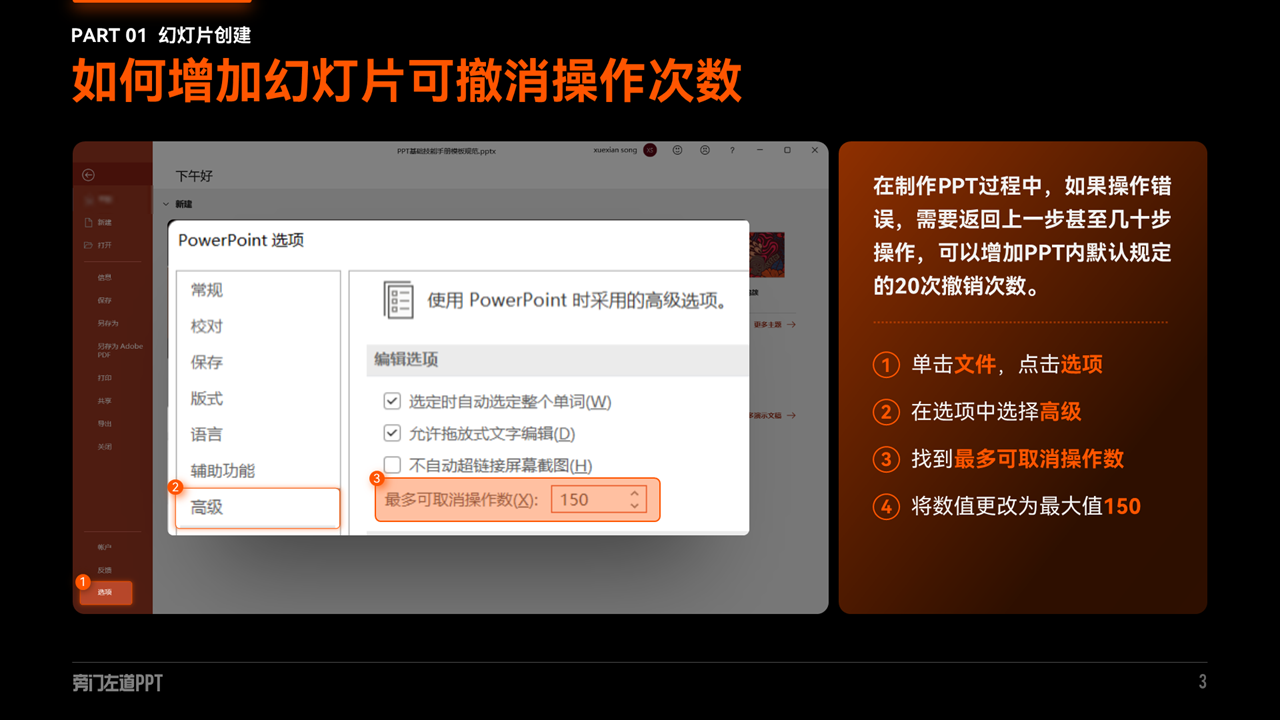 PART 01 幻灯片创建
如何增加幻灯片可撤消操作次数
PPT基础技能手册模板规范.pptx
xuexian song
XS
?
下午好
新建
新建
打开
信息
保存
另存为
另存为 Adobe
PDF
打印
共享
导出
关闭
帐户
反馈
1
选项
更多主题
演示文稿
PowerPoint 选项
常规
校对
保存
版式
语言
辅助功能
2
高级
使用 PowerPoint 时采用的高级选项。
编辑选项
选定时自动选定整个单词(W)
允许拖放式文字编辑(D)
不自动超链接屏幕截图(H)
3
最多可取消操作数(X): 150
在制作PPT过程中，如果操作错
误，需要返回上一步甚至几十步
操作，可以增加PPT内默认规定
的20次撤销次数。
1 单击文件，点击选项
2 在选项中选择高级
3 找到最多可取消操作数
4 将数值更改为最大值150
旁门左道PPT
3